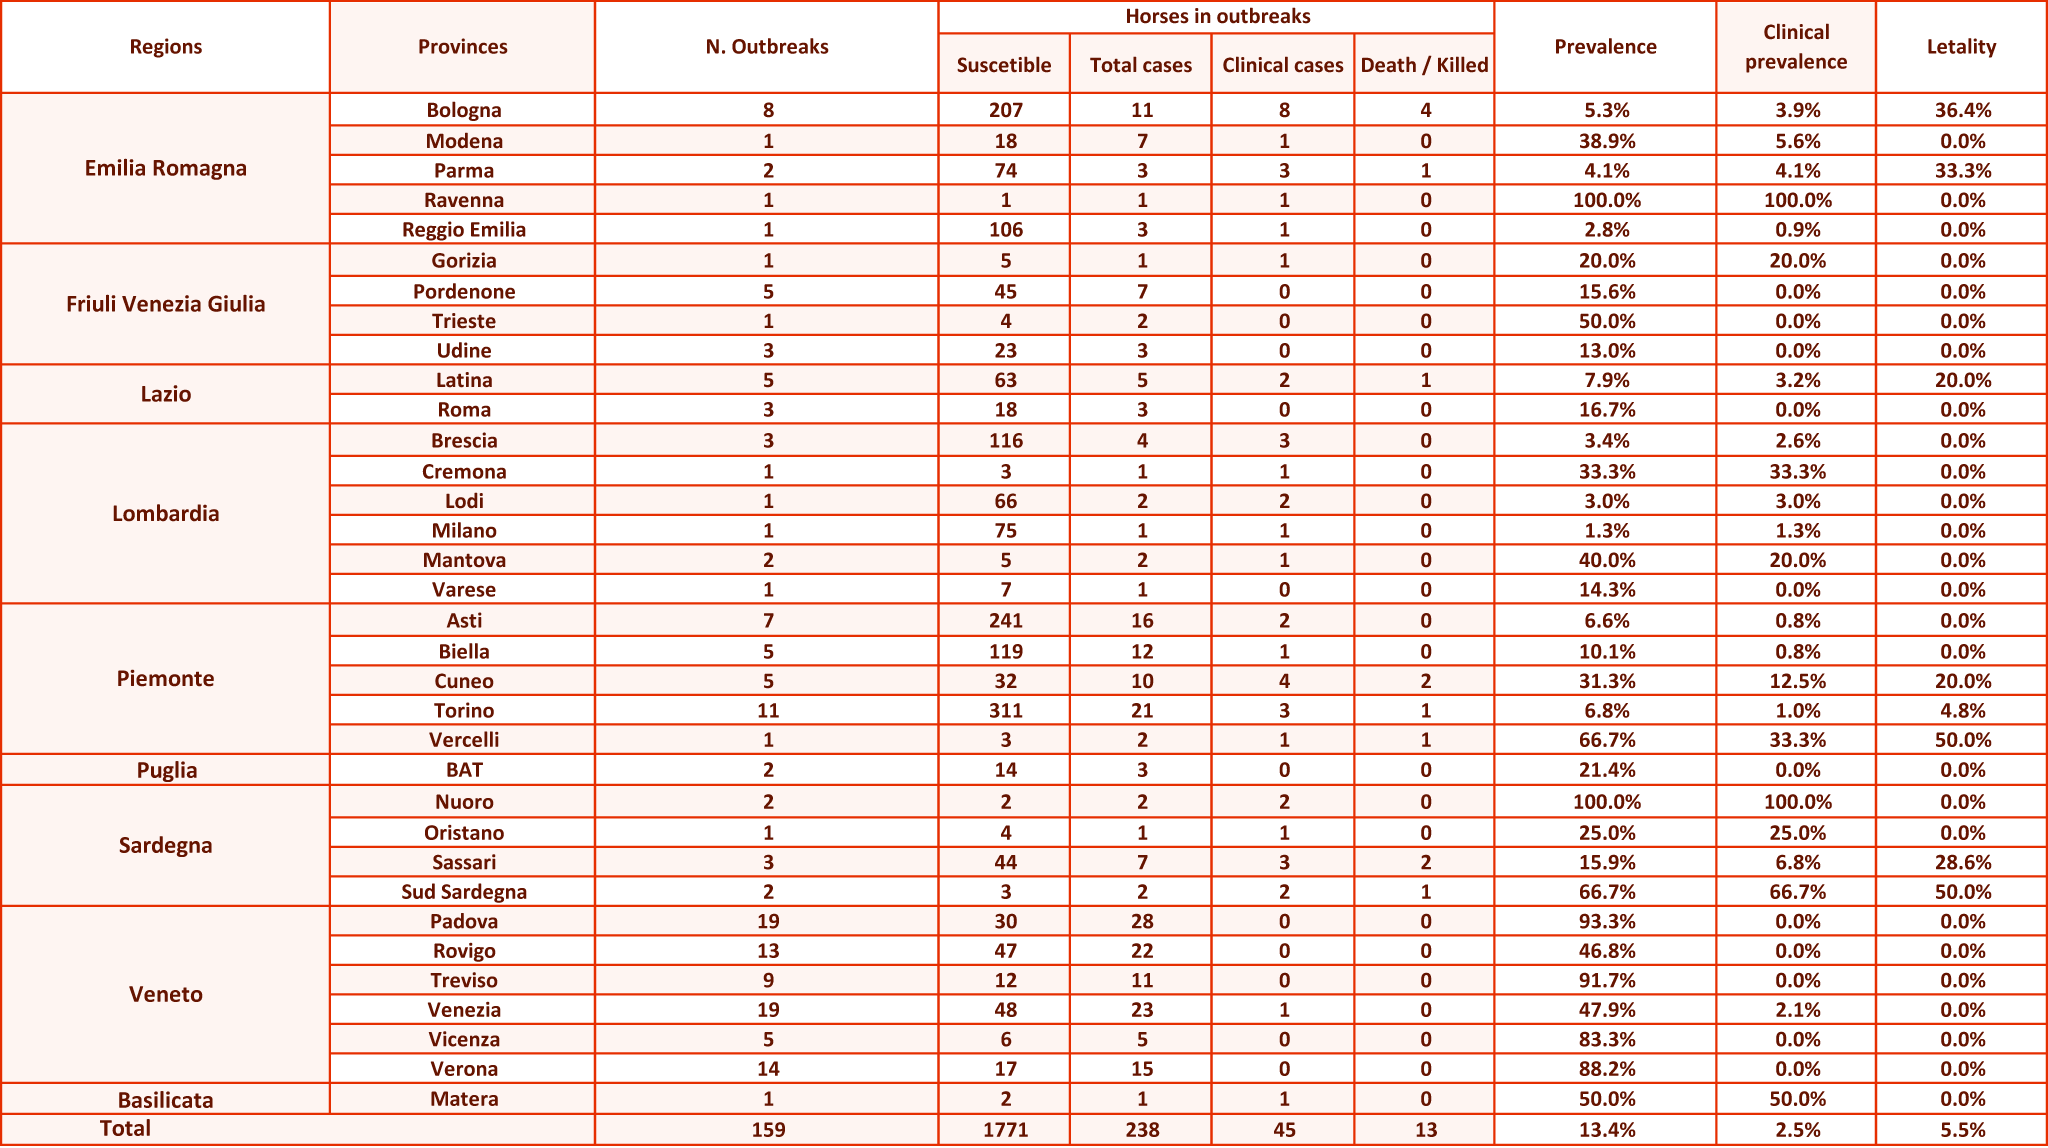 Regions Provinces N. Outbreaks Horses in outbreaks Prevalence Clinical prevalence Letality
Suscetible Total cases Clinical cases Death / Killed
Emilia Romagna Bologna 8 207 11 8 4 5.3% 3.9% 36.4%
Modena 1 18 7 1 0 38.9% 5.6% 0.0%
Parma 2 74 3 3 1 4.1% 4.1% 33.3%
Ravenna 1 1 1 1 0 100.0% 100.0% 0.0%
Reggio Emilia 1 106 3 1 0 2.8% 0.9% 0.0%
Friuli Venezia Giulia Gorizia 1 5 1 1 0 20.0% 20.0% 0.0%
Pordenone 5 45 7 0 0 15.6% 0.0% 0.0%
Trieste 1 4 2 0 0 50.0% 0.0% 0.0%
Udine 3 23 3 0 0 13.0% 0.0% 0.0%
Lazio Latina 5 63 5 2 1 7.9% 3.2% 20.0%
Roma 3 18 3 0 0 16.7% 0.0% 0.0%
Lombardia Brescia 3 116 4 3 0 3.4% 2.6% 0.0%
Cremona 1 3 1 1 0 33.3% 33.3% 0.0%
Lodi 1 66 2 2 0 3.0% 3.0% 0.0%
Milano 1 75 1 1 0 1.3% 1.3% 0.0%
Mantova 2 5 2 1 0 40.0% 20.0% 0.0%
Varese 1 7 1 0 0 14.3% 0.0% 0.0%
Piemonte Asti 7 241 16 2 0 6.6% 0.8% 0.0%
Biella 5 119 12 1 0 10.1% 0.8% 0.0%
Cuneo 5 32 10 4 2 31.3% 12.5% 20.0%
Torino 11 311 21 3 1 6.8% 1.0% 4.8%
Vercelli 1 3 2 1 1 66.7% 33.3% 50.0%
Puglia BAT 2 14 3 0 0 21.4% 0.0% 0.0%
Sardegna Nuoro 2 2 2 2 0 100.0% 100.0% 0.0%
Oristano 1 4 1 1 0 25.0% 25.0% 0.0%
Sassari 3 44 7 3 2 15.9% 6.8% 28.6%
Sud Sardegna 2 3 2 2 1 66.7% 66.7% 50.0%
Veneto Padova 19 30 28 0 0 93.3% 0.0% 0.0%
Rovigo 13 47 22 0 0 46.8% 0.0% 0.0%
Treviso 9 12 11 0 0 91.7% 0.0% 0.0%
Venezia 19 48 23 1 0 47.9% 2.1% 0.0%
Vicenza 5 6 5 0 0 83.3% 0.0% 0.0%
Verona 14 17 15 0 0 88.2% 0.0% 0.0%
Basilicata Matera 1 2 1 1 0 50.0% 50.0% 0.0%
Total 159 1771 238 45 13 13.4% 2.5% 5.5%